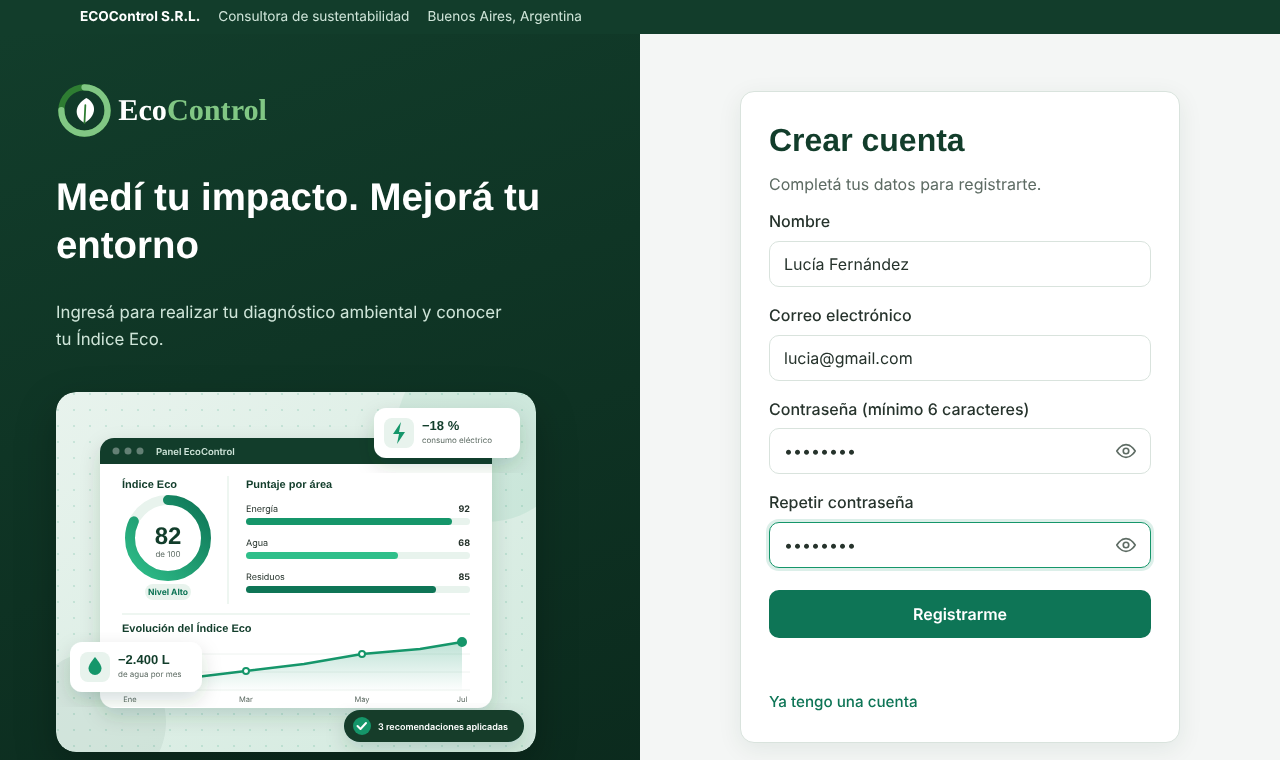 ECOControl S.R.L. Consultora de sustentabilidad Buenos Aires, Argentina
EcoControl
Medí tu impacto. Mejorá tu
entorno
Ingresá para realizar tu diagnóstico ambiental y conocer
tu Índice Eco.
−18 %
consumo eléctrico
Panel EcoControl
Índice Eco
82
de 100
Nivel Alto
Puntaje por área
Energía 92
Agua 68
Residuos 85
Evolución del Índice Eco
−2.400 L
de agua por mes
Ene Mar May Jul
3 recomendaciones aplicadas
Crear cuenta
Completá tus datos para registrarte.
Nombre
Lucía Fernández
Correo electrónico
lucia@gmail.com
Contraseña (mínimo 6 caracteres)
••••••••
Repetir contraseña
••••••••
Registrarme
Ya tengo una cuenta